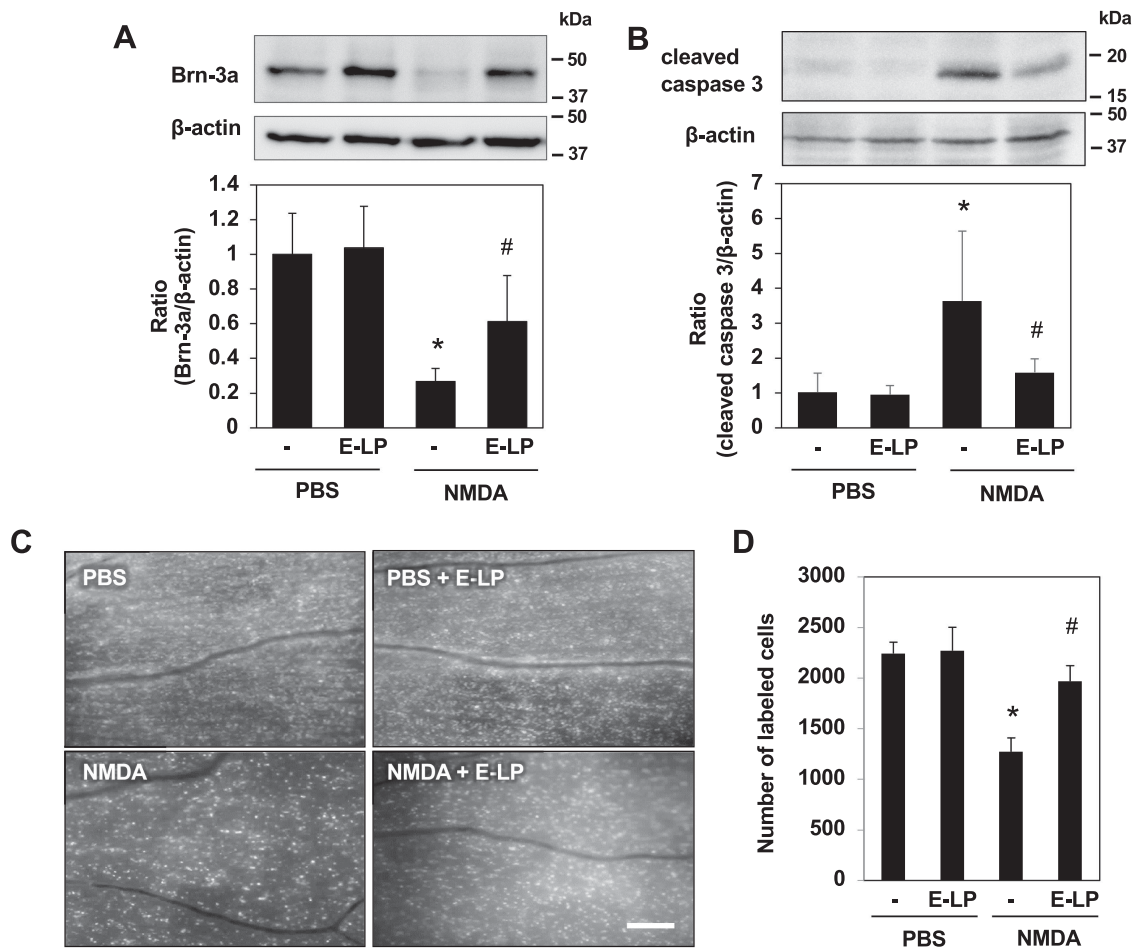 A
kDa
Brn-3a
50
37
β-actin
50
37
1.4
1.2
1
0.8
0.6
0.4
0.2
0
Ratio
(Brn-3a/β-actin)
*
#
- E-LP - E-LP
PBS NMDA
B
kDa
cleaved
caspase 3
20
15
β-actin
50
37
7
6
5
4
3
2
1
0
Ratio
(cleaved caspase 3/β-actin)
*
#
- E-LP - E-LP
PBS NMDA
C
PBS
PBS + E-LP
NMDA
NMDA + E-LP
D
3000
2500
2000
1500
1000
500
0
Number of labeled cells
*
#
- E-LP - E-LP
PBS NMDA